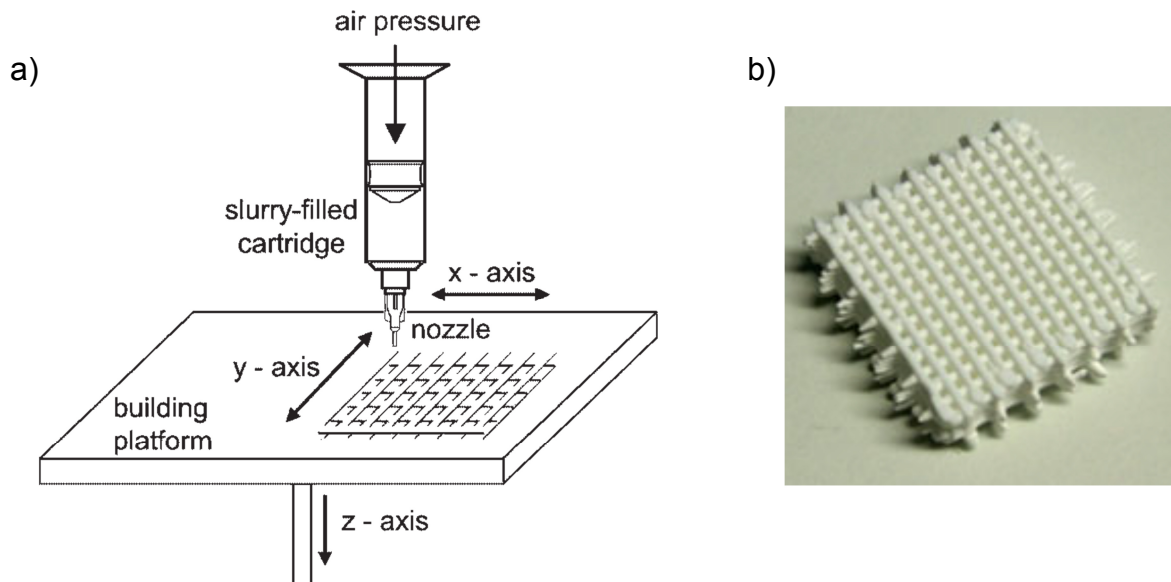 air pressure
a)
b)
slurry-filled
cartridge
x - axis
nozzle
y - axis
building
platform
z - axis